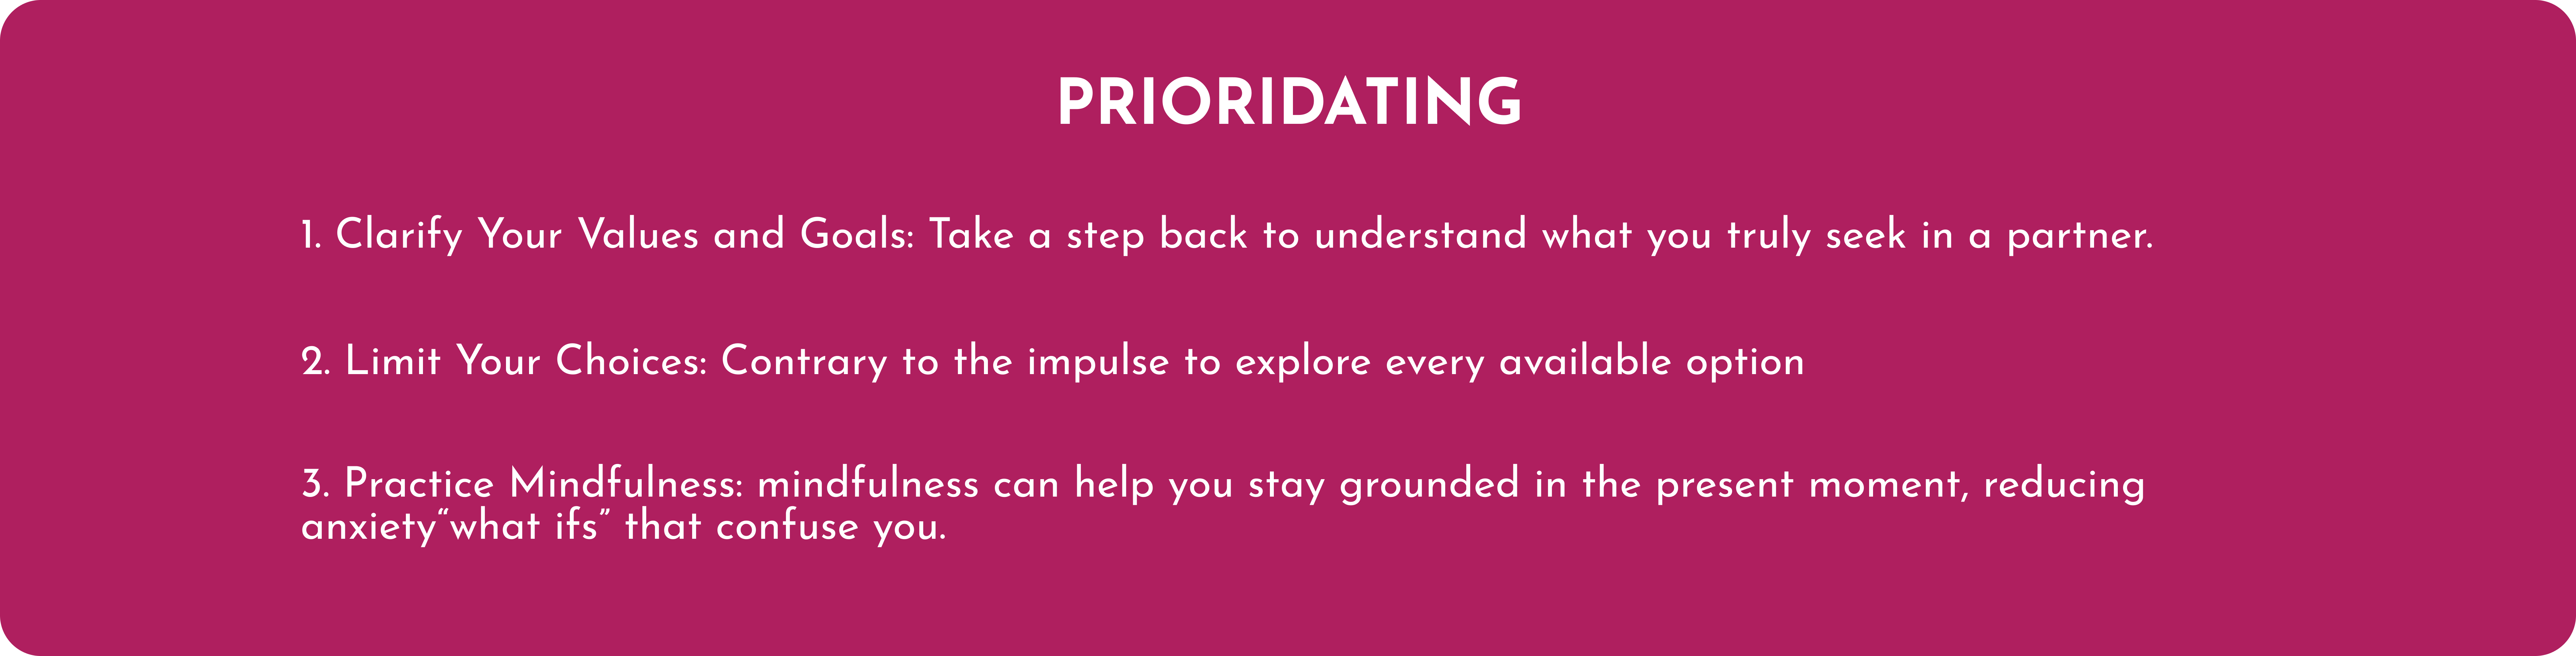 PRIORIDATING
1. Clarify Your Values and Goals: Take a step back to understand what you truly seek in a partner.
2. Limit Your Choices: Contrary to the impulse to explore every available option
3. Practice Mindfulness: mindfulness can help you stay grounded in the present moment, reducing
anxiety“what ifs” that confuse you.